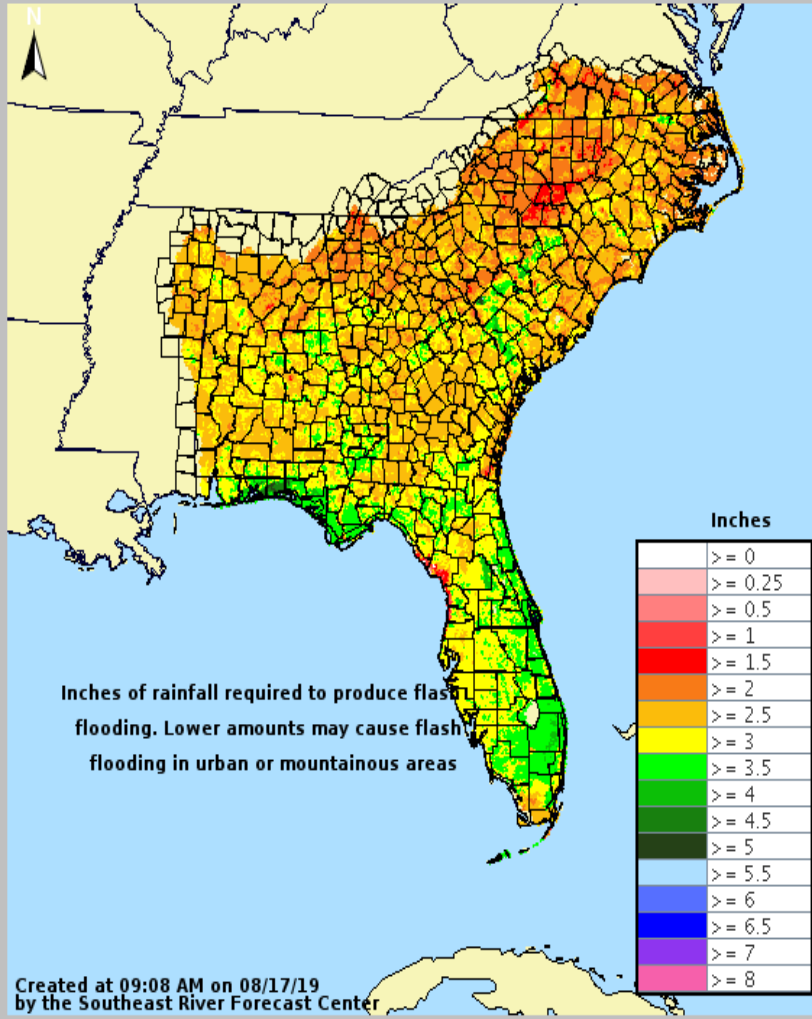 N
Inches
>= 0
>= 0.25
>= 0.5
>= 1
>= 1.5
>= 2
>= 2.5
>= 3
>= 3.5
>= 4
>= 4.5
>= 5
>= 5.5
>= 6
>= 6.5
>= 7
>= 8
Inches of rainfall required to produce flash
flooding. Lower amounts may cause flash
flooding in urban or mountainous areas
Created at 09:08 AM on 08/17/19
by the Southeast River Forecast Center